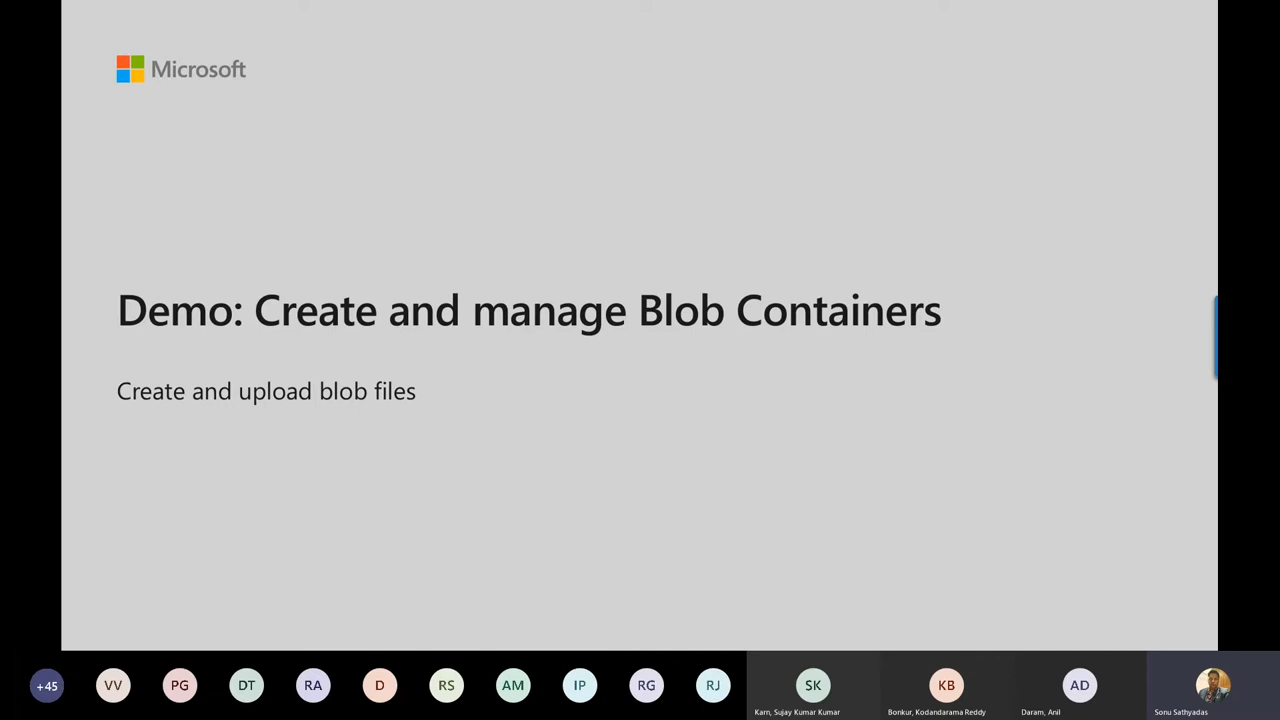 Microsoft
Demo: Create and manage Blob Containers
Create and upload blob files
+45
VV
PG
DT
RA
D
RS
AM
IP
RG
RJ
SK
KB
AD
Karn, Sujay Kumar Kumar
Bonkur, Kodandarama Reddy
Daram, Anil
Sonu Sathyadas